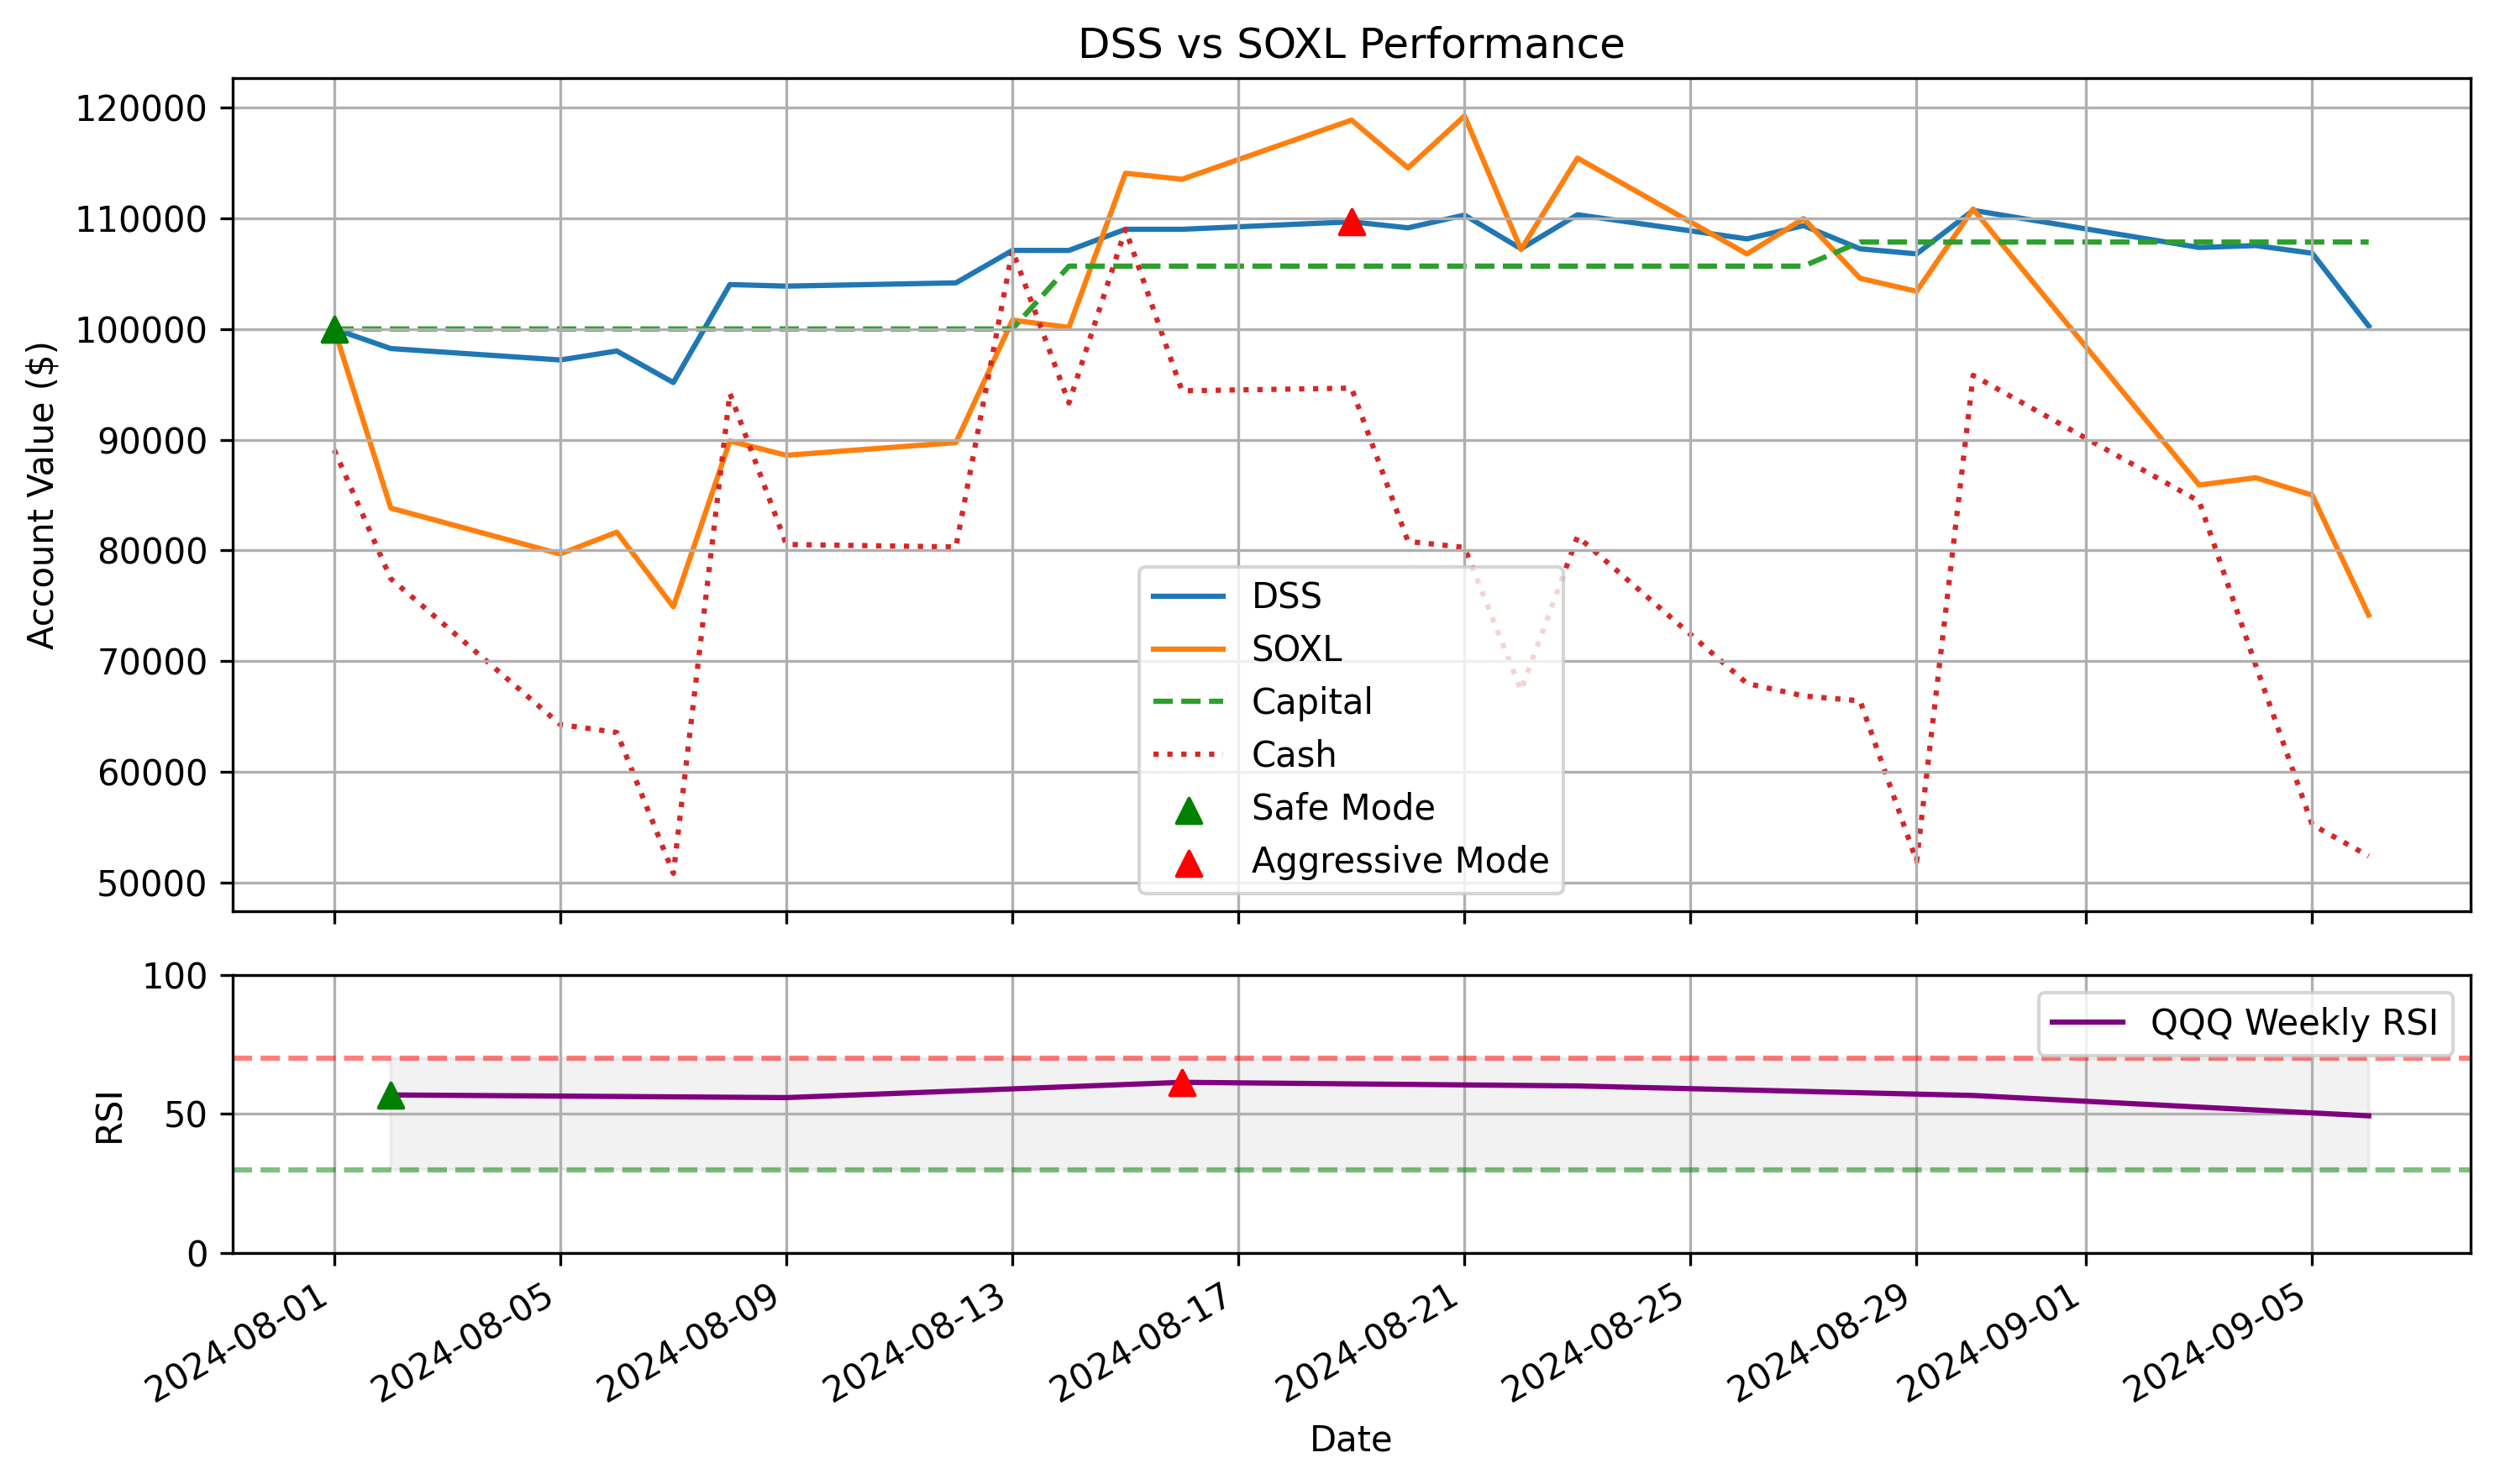 DSS vs SOXL Performance
120000
110000
100000
90000
80000
70000
60000
50000
Account Value ($)
DSS
SOXL
Capital
Cash
Safe Mode
Aggressive Mode
100
50
0
RSI
QQQ Weekly RSI
2024-08-01
2024-08-05
2024-08-09
2024-08-13
2024-08-17
2024-08-21
2024-08-25
2024-08-29
2024-09-01
2024-09-05
Date